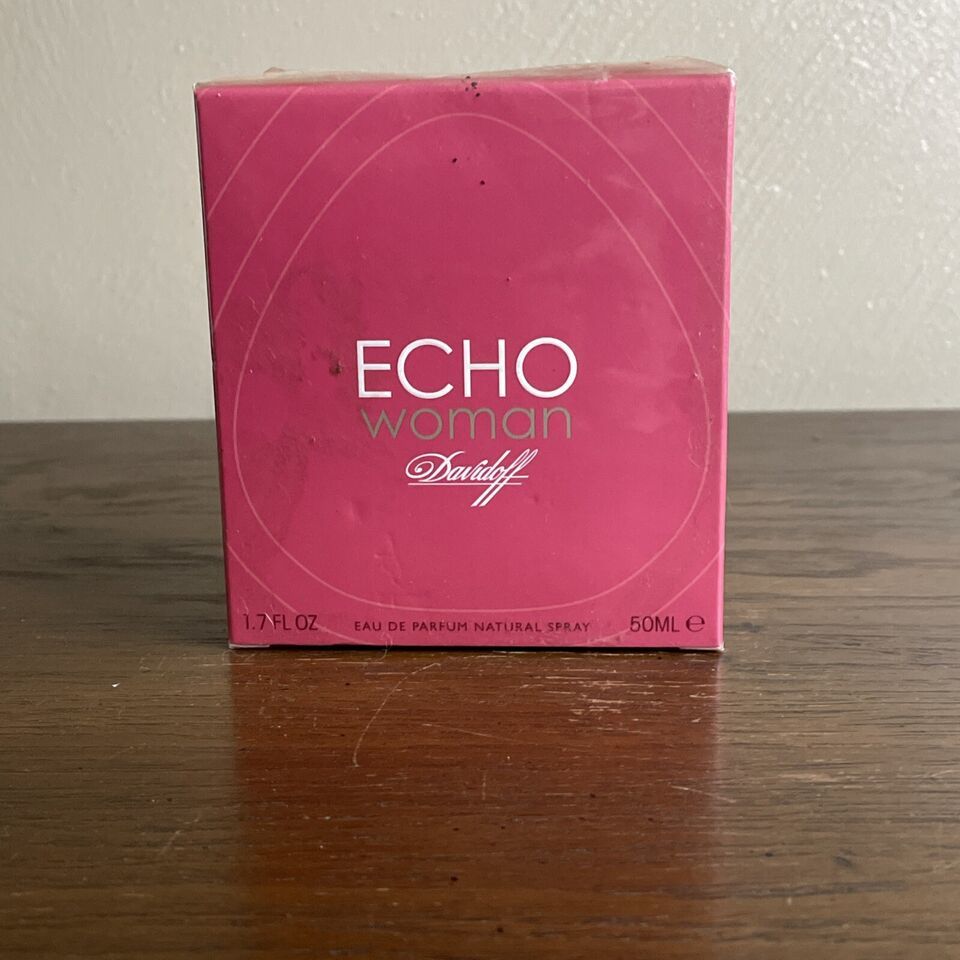 ECHO
woman
Davidoff
1.7 FL OZ EAU DE PARFUM NATURAL SPRAY 50ML ℮